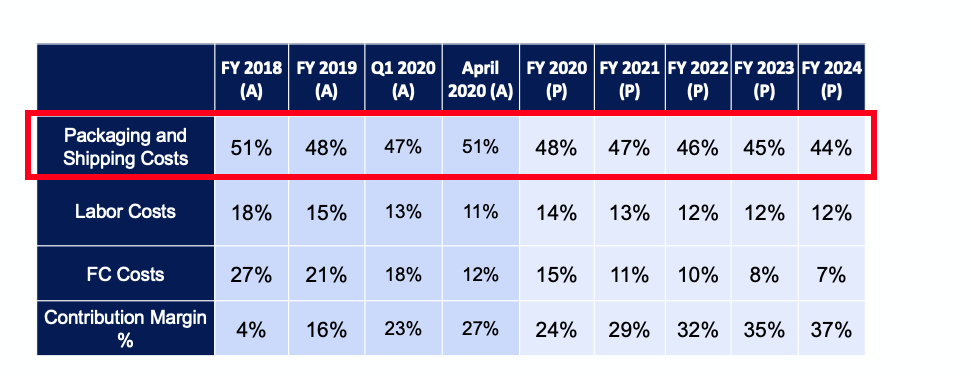 FY 2018 (A) FY 2019 (A) Q1 2020 (A) April 2020 (A) FY 2020 (P) FY 2021 (P) FY 2022 (P) FY 2023 (P) FY 2024 (P)
Packaging and Shipping Costs 51% 48% 47% 51% 48% 47% 46% 45% 44%
Labor Costs 18% 15% 13% 11% 14% 13% 12% 12% 12%
FC Costs 27% 21% 18% 12% 15% 11% 10% 8% 7%
Contribution Margin % 4% 16% 23% 27% 24% 29% 32% 35% 37%